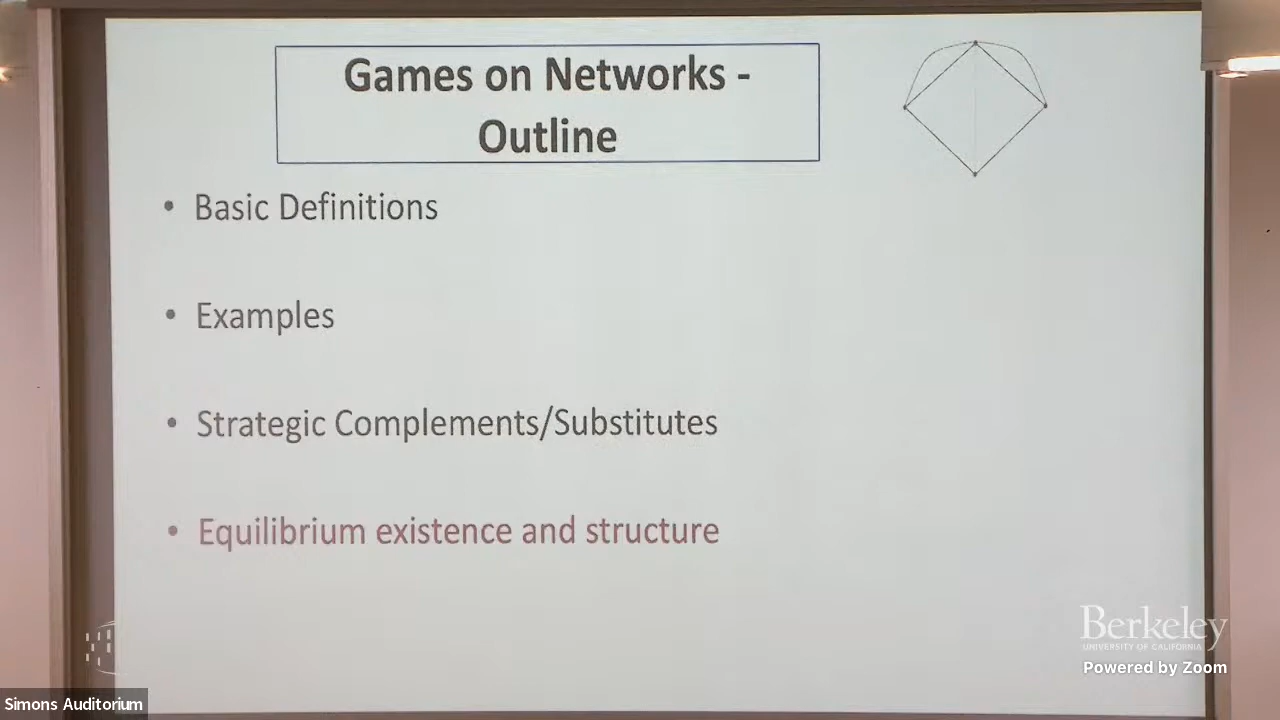 Games on Networks -
Outline
• Basic Definitions
• Examples
• Strategic Complements/Substitutes
• Equilibrium existence and structure
Berkeley
UNIVERSITY OF CALIFORNIA
Powered by Zoom
Simons Auditorium